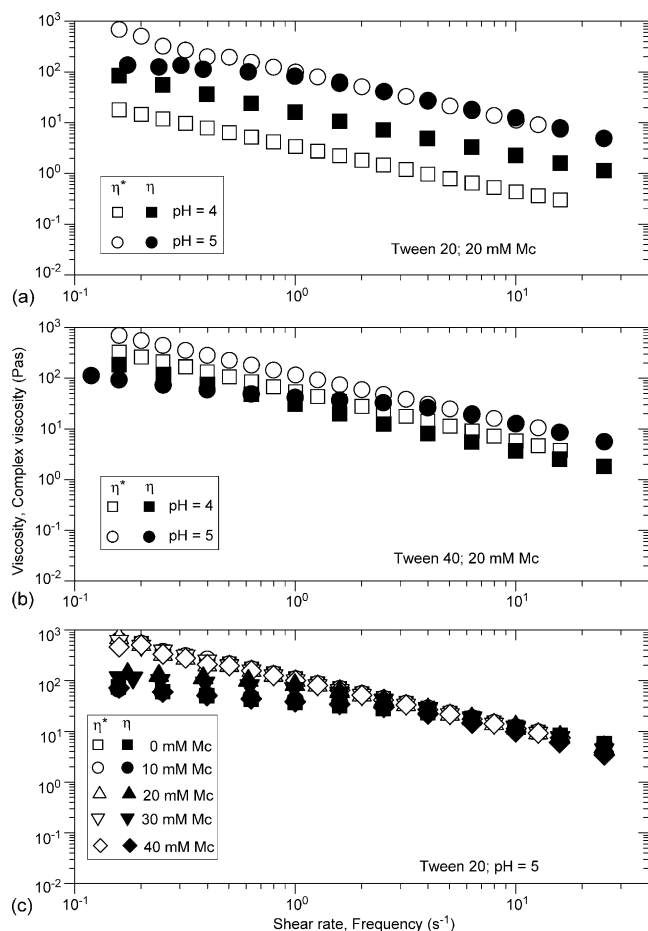 10³
10²
10¹
10⁰
10⁻¹
10⁻²
η* η
pH = 4
pH = 5
Tween 20; 20 mM Mc
(a)
10⁻¹ 10⁰ 10¹
10³
10²
10¹
10⁰
10⁻¹
10⁻²
Viscosity, Complex viscosity (Pas)
η* η
pH = 4
pH = 5
Tween 40; 20 mM Mc
(b)
10⁻¹ 10⁰ 10¹
10³
10²
10¹
10⁰
10⁻¹
10⁻²
η* η
0 mM Mc
10 mM Mc
20 mM Mc
30 mM Mc
40 mM Mc
Tween 20; pH = 5
(c)
10⁻¹ 10⁰ 10¹
Shear rate, Frequency (s⁻¹)